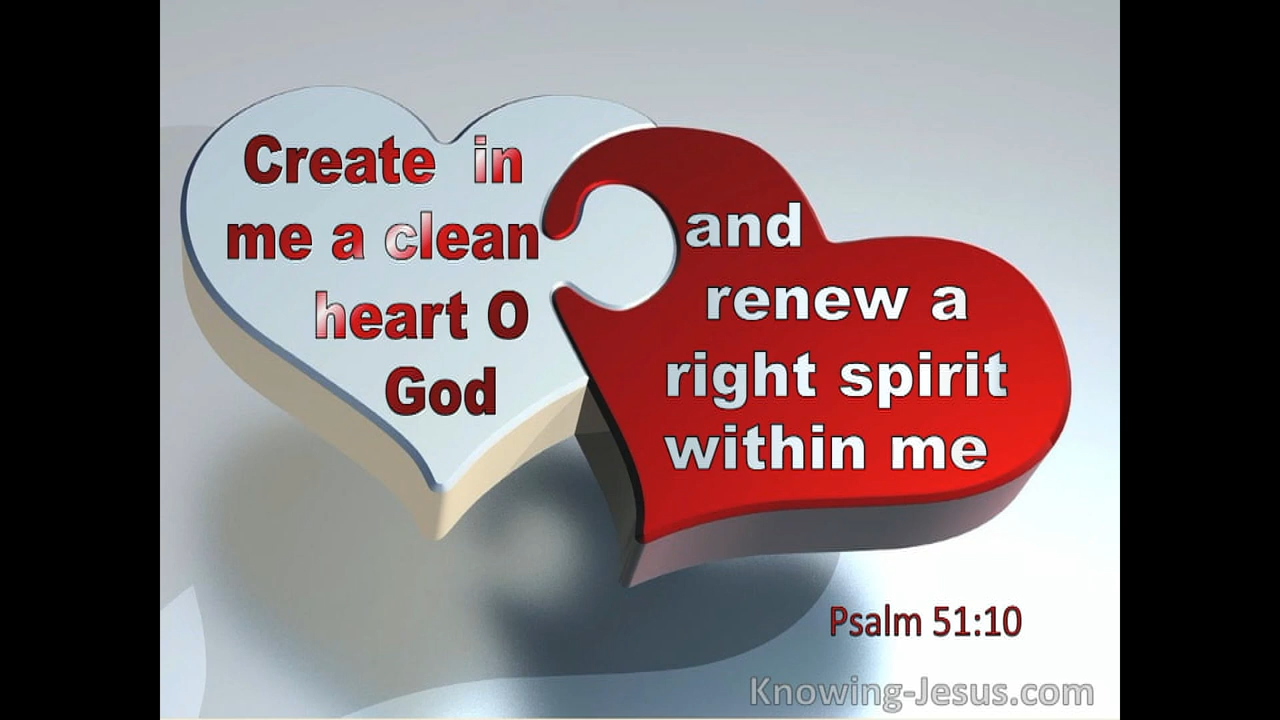 Create in
me a clean
heart O
God
and
renew a
right spirit
within me
Psalm 51:10
Knowing-Jesus.com